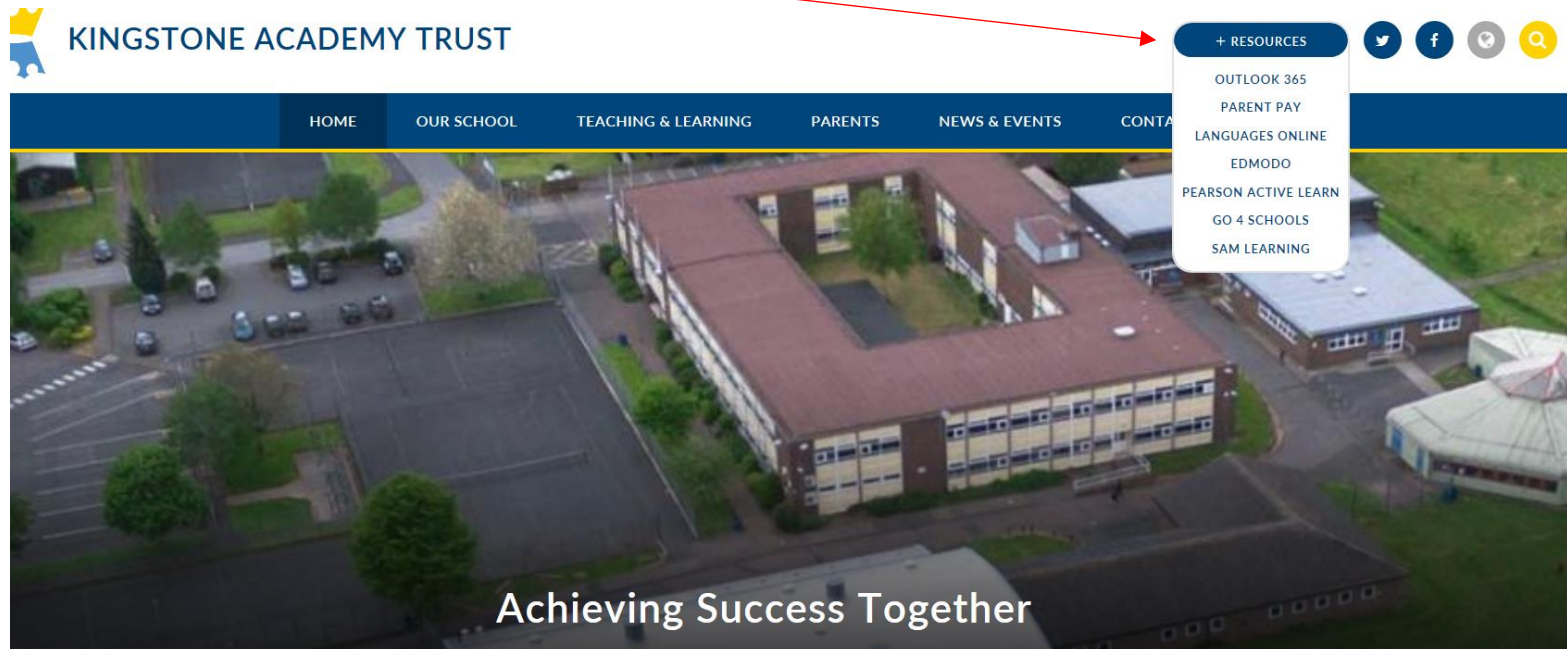 KINGSTONE ACADEMY TRUST
+ RESOURCES
OUTLOOK 365
PARENT PAY
LANGUAGES ONLINE
EDMODO
PEARSON ACTIVE LEARN
GO 4 SCHOOLS
SAM LEARNING
HOME OUR SCHOOL TEACHING & LEARNING PARENTS NEWS & EVENTS CONTA
Achieving Success Together